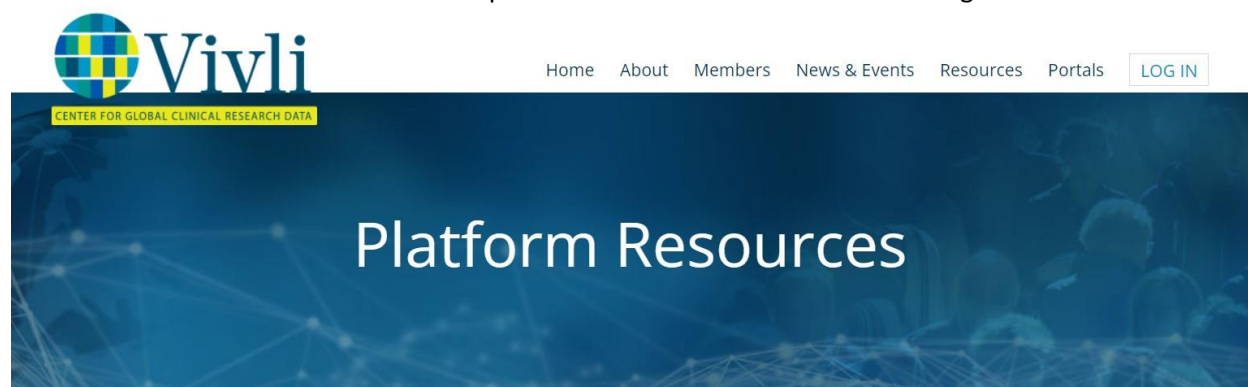 Vivli
CENTER FOR GLOBAL CLINICAL RESEARCH DATA
Home About Members News & Events Resources Portals LOG IN
Platform Resources